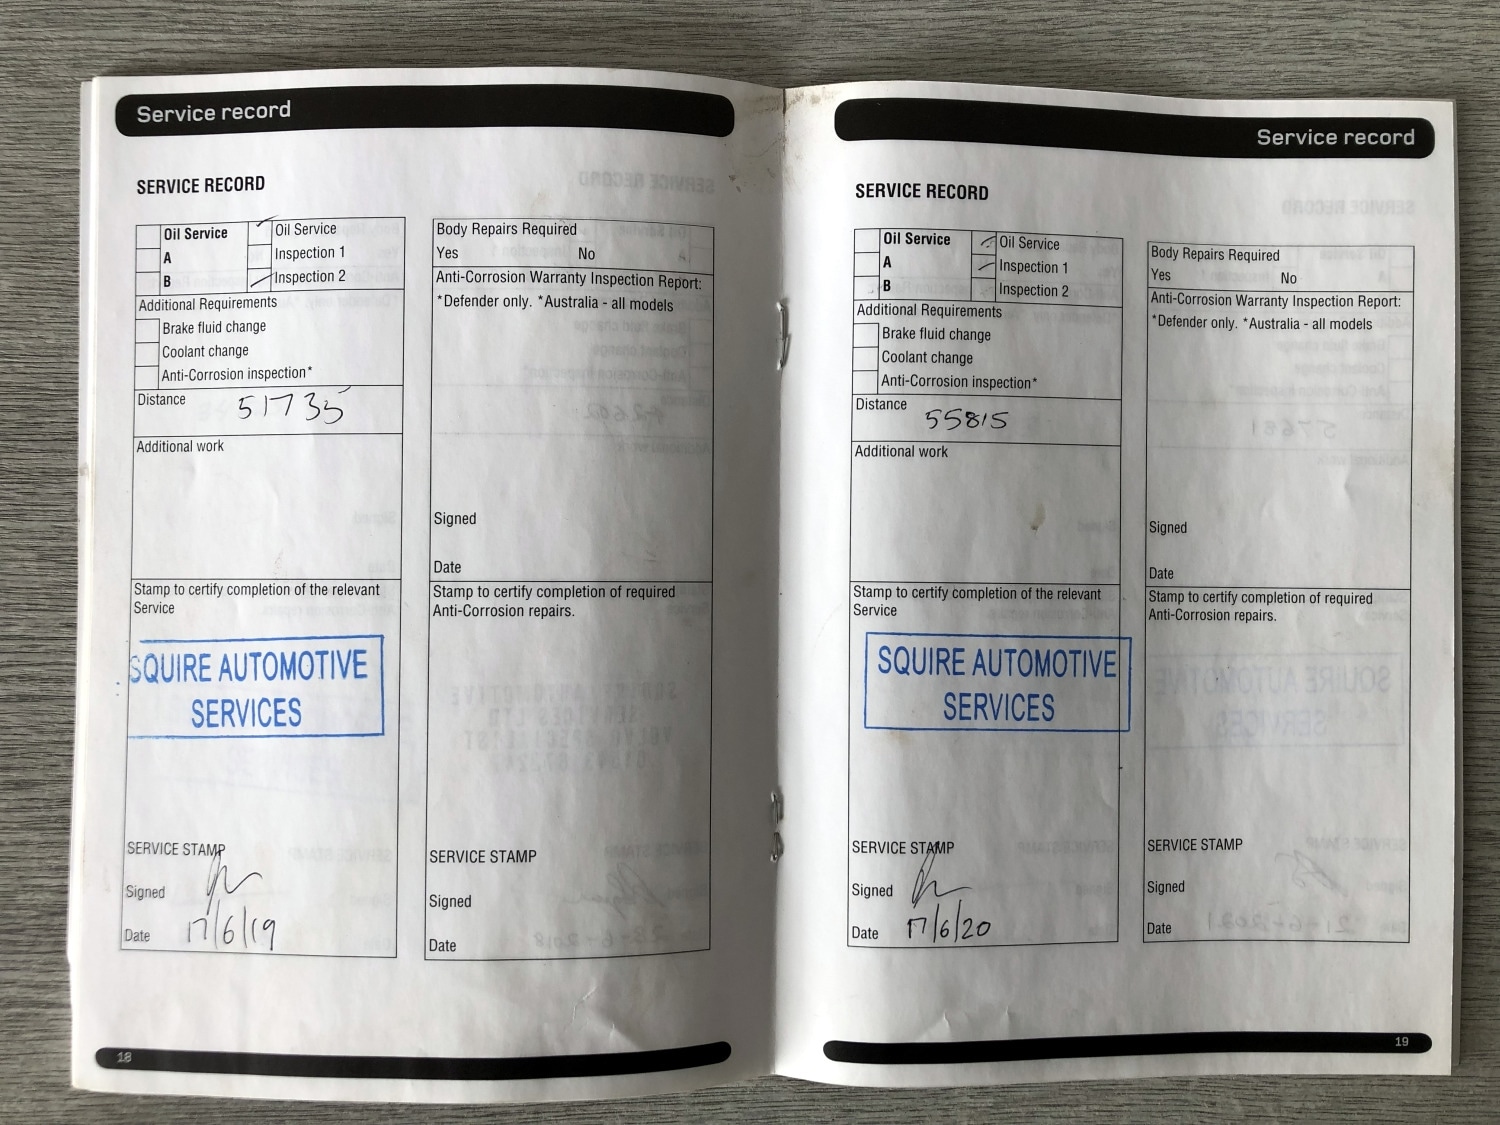 Service record
SERVICE RECORD
Oil Service
A
B
Oil Service
Inspection 1
Inspection 2
Additional Requirements
Brake fluid change
Coolant change
Anti-Corrosion inspection*
Distance 51735
Additional work
Stamp to certify completion of the relevant
Service
SQUIRE AUTOMOTIVE
SERVICES
SERVICE STAMP
Signed
Date 17/6/19
Body Repairs Required
Yes No
Anti-Corrosion Warranty Inspection Report:
*Defender only. *Australia - all models
Signed
Date
Stamp to certify completion of required
Anti-Corrosion repairs.
SERVICE STAMP
Signed
Date
18
Service record
SERVICE RECORD
Oil Service
A
B
Oil Service
Inspection 1
Inspection 2
Additional Requirements
Brake fluid change
Coolant change
Anti-Corrosion inspection*
Distance 55815
Additional work
Stamp to certify completion of the relevant
Service
SQUIRE AUTOMOTIVE
SERVICES
SERVICE STAMP
Signed
Date 17/6/20
Body Repairs Required
Yes No
Anti-Corrosion Warranty Inspection Report:
*Defender only. *Australia - all models
Signed
Date
Stamp to certify completion of required
Anti-Corrosion repairs.
SERVICE STAMP
Signed
Date
19